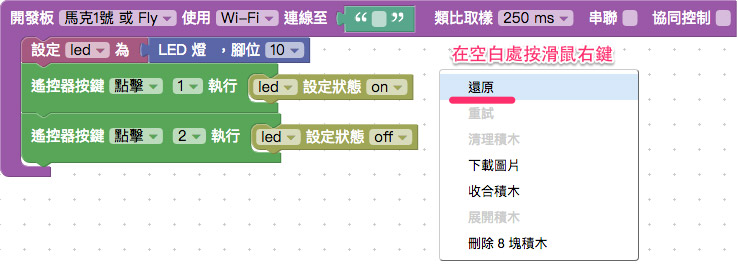 開發板 馬克1號 或 Fly 使用 Wi-Fi 連線至 “ ” 類比取樣 250 ms 串聯 協同控制
設定 led 為 LED 燈 ，腳位 10
遙控器按鍵 點擊 1 執行 led 設定狀態 on
遙控器按鍵 點擊 2 執行 led 設定狀態 off
在空白處按滑鼠右鍵
還原
重試
清理積木
下載圖片
收合積木
展開積木
刪除 8 塊積木